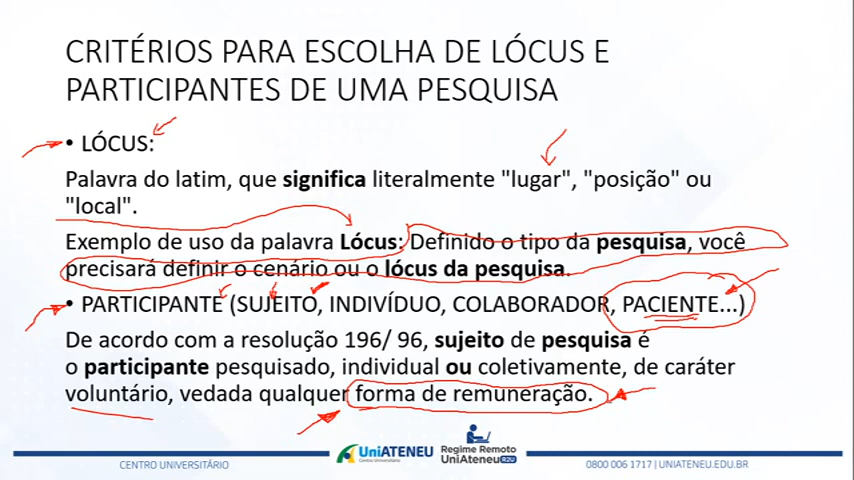 CRITÉRIOS PARA ESCOLHA DE LÓCUS E
PARTICIPANTES DE UMA PESQUISA
• LÓCUS:
Palavra do latim, que significa literalmente "lugar", "posição" ou
"local".
Exemplo de uso da palavra Lócus: Definido o tipo da pesquisa, você
precisará definir o cenário ou o lócus da pesquisa.
• PARTICIPANTE (SUJEITO, INDIVÍDUO, COLABORADOR, PACIENTE...)
De acordo com a resolução 196/ 96, sujeito de pesquisa é
o participante pesquisado, individual ou coletivamente, de caráter
voluntário, vedada qualquer forma de remuneração.
CENTRO UNIVERSITÁRIO
UniATENEU
Centro Universitário
Regime Remoto
UniAteneu R2U
0800 006 1717 | UNIATENEU.EDU.BR